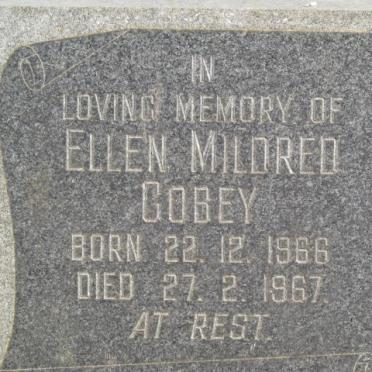 IN
LOVING MEMORY OF
ELLEN MILDRED
GOBEY
BORN 22. 12. 1966
DIED 27. 2. 1967.
AT REST.